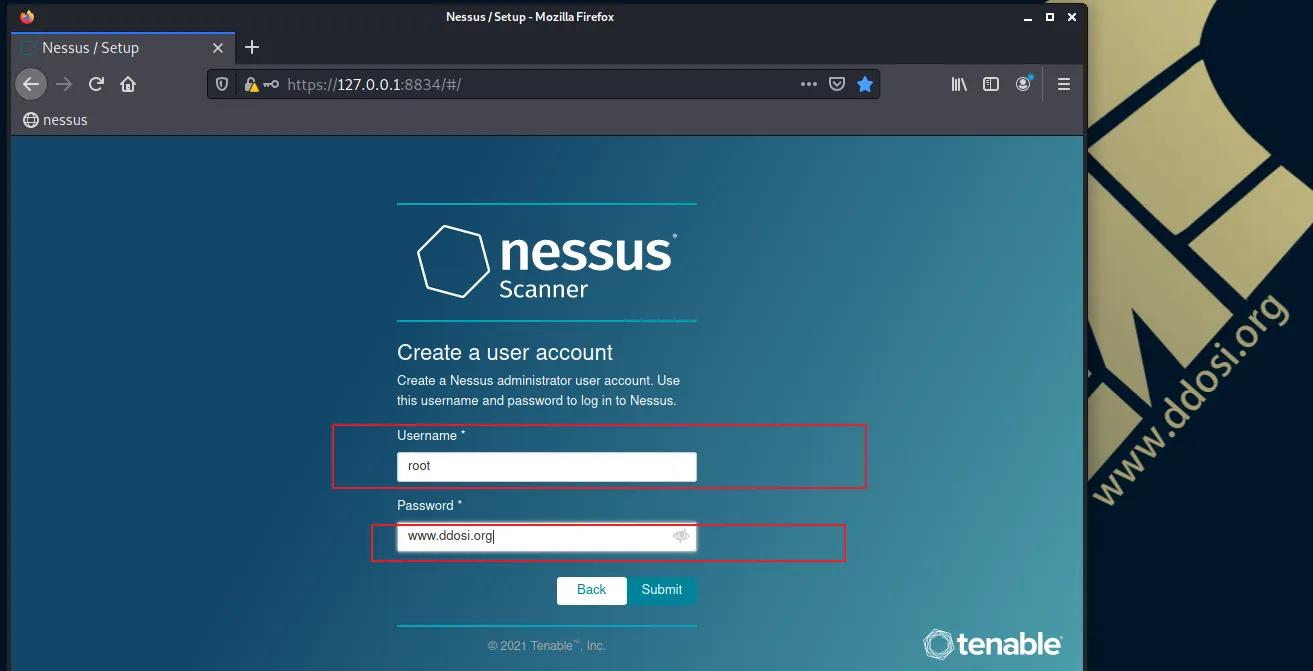 Nessus / Setup - Mozilla Firefox
Nessus / Setup
https://127.0.0.1:8834/#/
nessus
nessus®
Scanner
Create a user account
Create a Nessus administrator user account. Use
this username and password to log in to Nessus.
Username *
root
Password *
www.ddosi.org
Back
Submit
© 2021 Tenable™, Inc.
tenable
www.ddosi.org